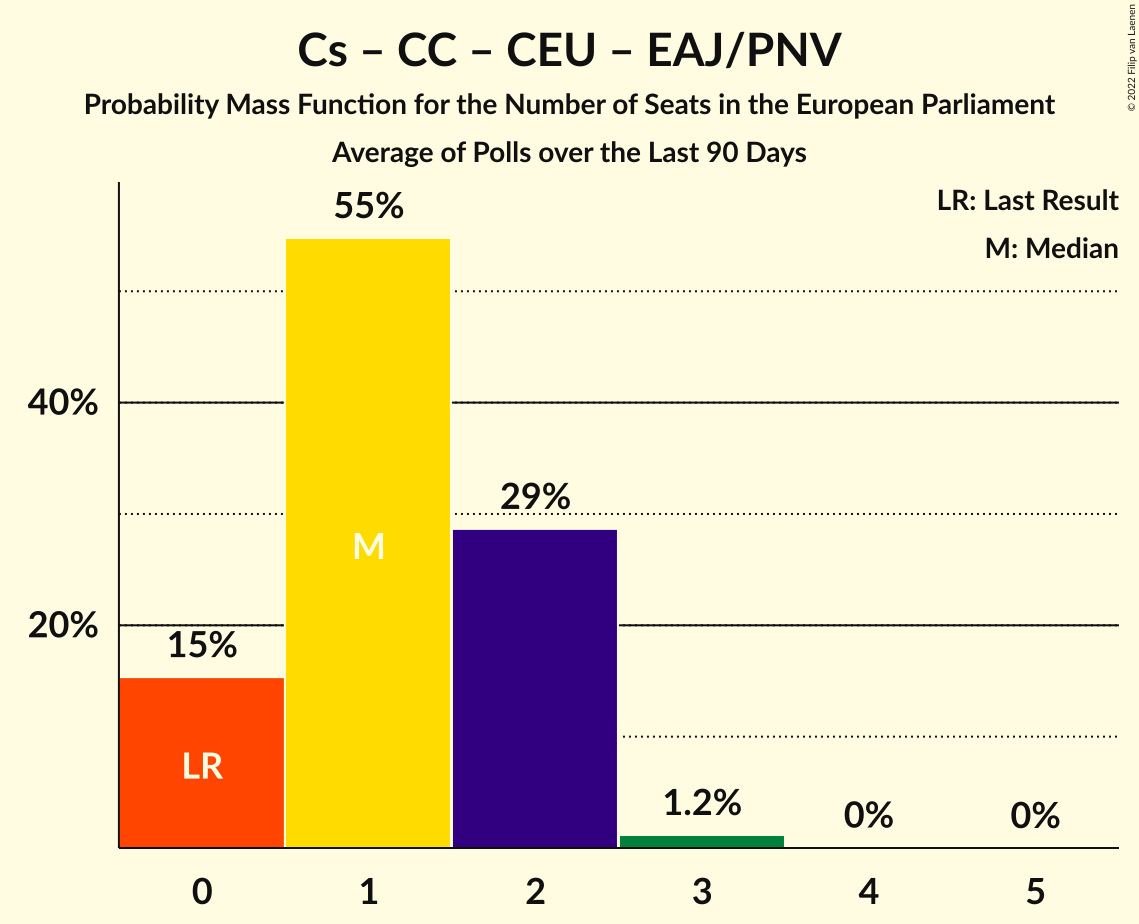 Cs – CC – CEU – EAJ/PNV
Probability Mass Function for the Number of Seats in the European Parliament
Average of Polls over the Last 90 Days
© 2022 Filip van Laenen
LR: Last Result
M: Median
55%
40%
29%
M
20%
15%
LR
1.2%
0%
0%
0 1 2 3 4 5